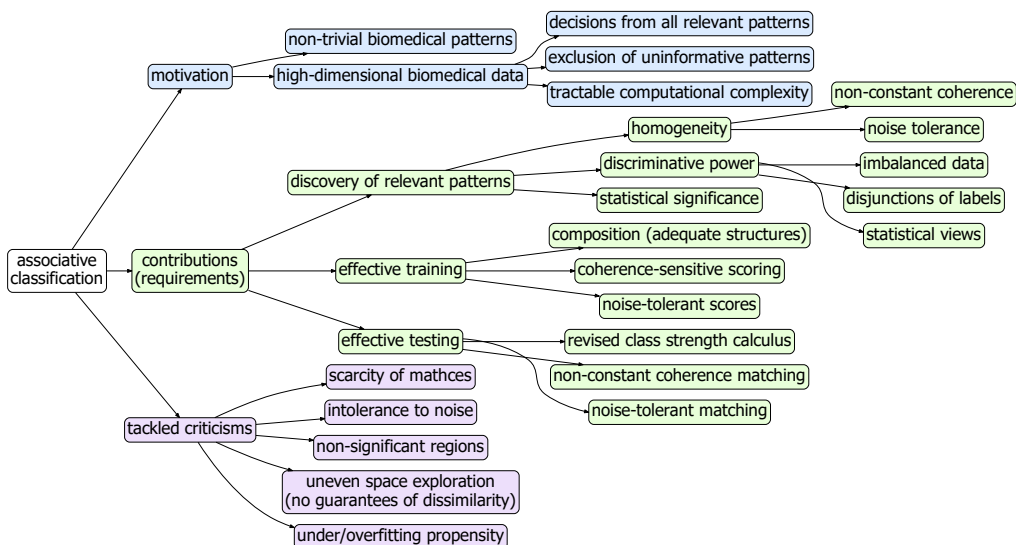 decisions from all relevant patterns
non-trivial biomedical patterns
exclusion of uninformative patterns
motivation
high-dimensional biomedical data
tractable computational complexity
non-constant coherence
homogeneity
noise tolerance
discriminative power
imbalanced data
discovery of relevant patterns
statistical significance
disjunctions of labels
statistical views
composition (adequate structures)
associative
classification
contributions
(requirements)
effective training
coherence-sensitive scoring
noise-tolerant scores
effective testing
revised class strength calculus
scarcity of mathces
non-constant coherence matching
intolerance to noise
noise-tolerant matching
tackled criticisms
non-significant regions
uneven space exploration
(no guarantees of dissimilarity)
under/overfitting propensity